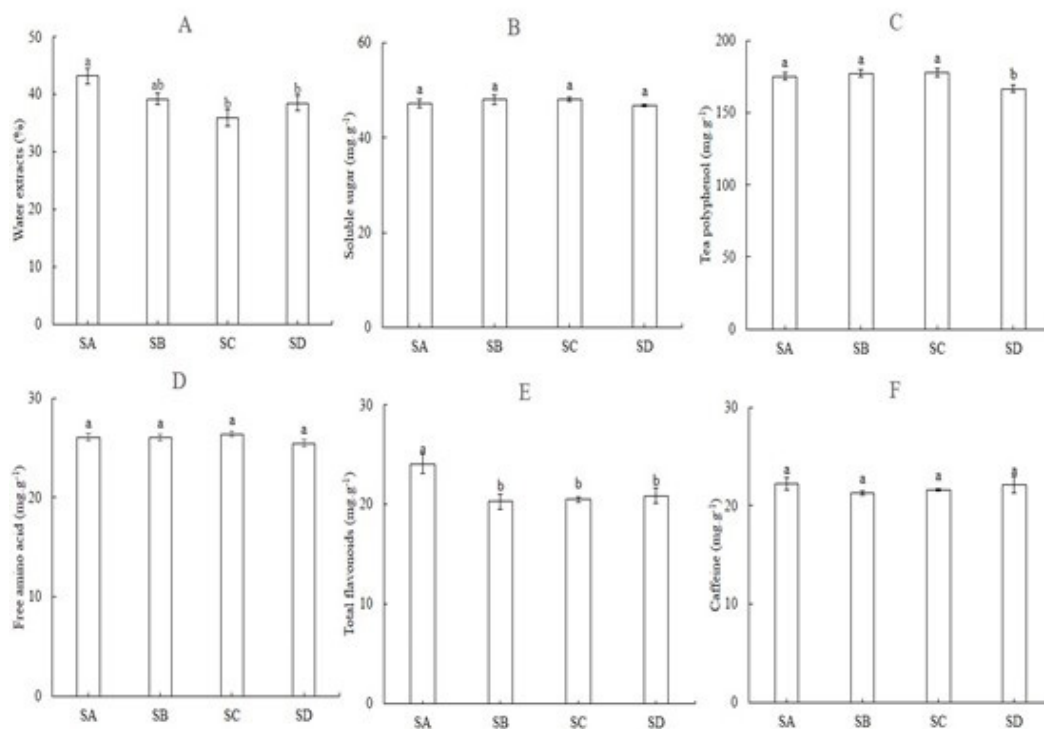 A
Water extracts (%)
50
40
30
20
10
0
a
ab
b
b
SA SB SC SD
B
Soluble sugar (mg.g⁻¹)
60
40
20
0
a
a
a
a
SA SB SC SD
C
Tea polyphenol (mg.g⁻¹)
200
150
100
50
0
a
a
a
b
SA SB SC SD
D
Free amino acid (mg.g⁻¹)
30
20
10
0
a
a
a
a
SA SB SC SD
E
Total flavonoids (mg.g⁻¹)
30
20
10
0
a
b
b
b
SA SB SC SD
F
Caffeine (mg.g⁻¹)
30
20
10
0
a
a
a
a
SA SB SC SD